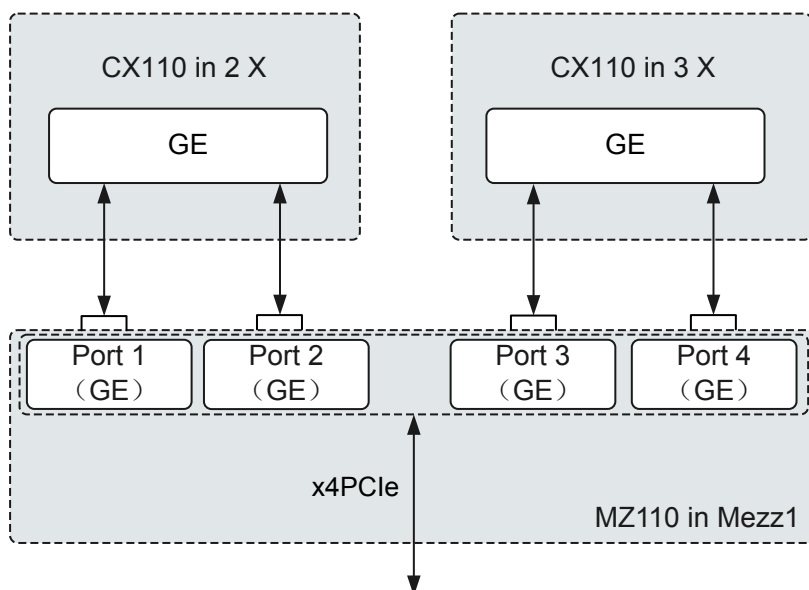 CX110 in 2 X
CX110 in 3 X
GE
GE
Port 1
（GE）
Port 2
（GE）
Port 3
（GE）
Port 4
（GE）
x4PCIe
MZ110 in Mezz1